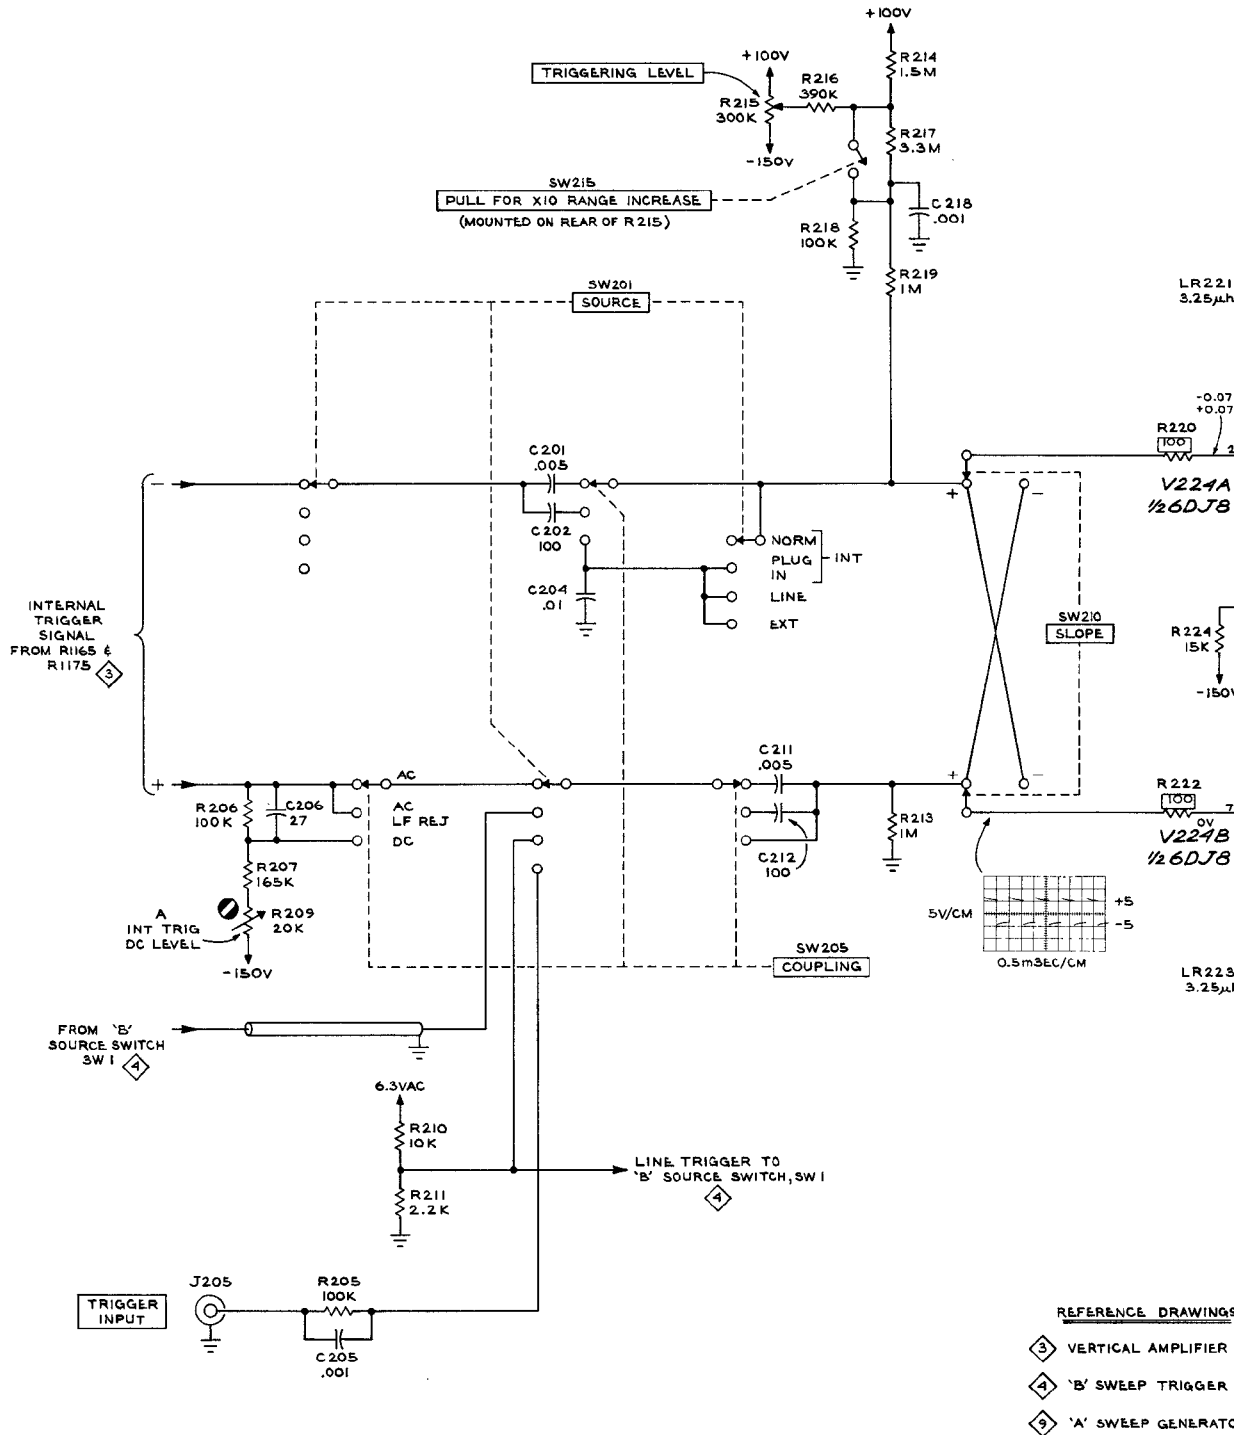 +100V
R214
1.5M
+100V
TRIGGERING LEVEL
R216
390K
R215
300K
R217
3.3M
-150V
SW215
PULL FOR X10 RANGE INCREASE
(MOUNTED ON REAR OF R215)
C218
.001
R218
100K
R219
1M
SW201
SOURCE
LR221
3.25µh
-0.07
+0.07
R220
100
2
C201
.005
V224A
½6DJ8
-
+
-
C202
100
NORM
PLUG
IN
INT
LINE
EXT
C204
.01
INTERNAL
TRIGGER
SIGNAL
FROM R1165 &
R1175
3
SW210
SLOPE
R224
15K
-150V
+
AC
C211
.005
+
-
R206
100K
C206
27
AC
LF REJ
DC
R213
1M
R222
100
7
0V
V224B
½6DJ8
C212
100
R207
165K
A
INT TRIG
DC LEVEL
R209
20K
-150V
5V/CM
+5
-5
0.5mSEC/CM
SW205
COUPLING
LR223
3.25µh
FROM 'B'
SOURCE SWITCH
SW1
4
6.3VAC
R210
10K
LINE TRIGGER TO
'B' SOURCE SWITCH, SW1
4
R211
2.2K
J205
TRIGGER
INPUT
R205
100K
C205
.001
REFERENCE DRAWINGS
3 VERTICAL AMPLIFIER
4 'B' SWEEP TRIGGER
9 'A' SWEEP GENERATO